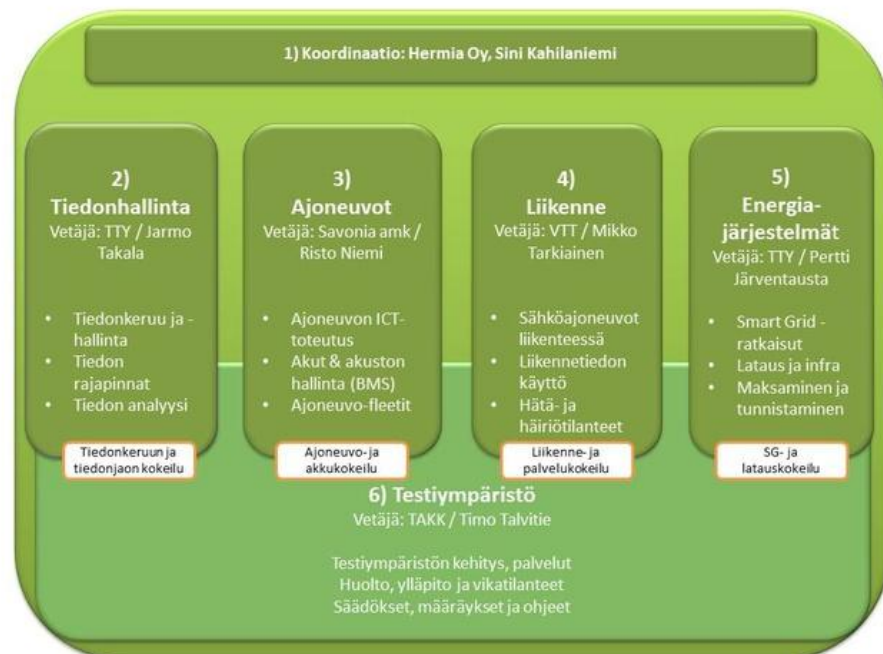 1) Koordinaatio: Hermia Oy, Sini Kahilaniemi
2)
Tiedonhallinta
Vetäjä: TTY / Jarmo
Takala
• Tiedonkeruu ja -
hallinta
• Tiedon
rajapinnat
• Tiedon analyysi
Tiedonkeruun ja
tiedonjaon kokeilu
3)
Ajoneuvot
Vetäjä: Savonia amk /
Risto Niemi
• Ajoneuvon ICT-
toteutus
• Akut & akuston
hallinta (BMS)
• Ajoneuvo-fleetit
Ajoneuvo- ja
akkukokeilu
4)
Liikenne
Vetäjä: VTT / Mikko
Tarkiainen
• Sähköajoneuvot
liikenteessä
• Liikennetiedon
käyttö
• Hätä- ja
häiriötilanteet
Liikenne- ja
palvelukokeilu
5)
Energia-
järjestelmät
Vetäjä: TTY / Pertti
Järventausta
• Smart Grid -
ratkaisut
• Lataus ja infra
• Maksaminen ja
tunnistaminen
SG- ja
latauskokeilu
6) Testiympäristö
Vetäjä: TAKK / Timo Talvitie
Testiympäristön kehitys, palvelut
Huolto, ylläpito ja vikatilanteet
Säädökset, määräykset ja ohjeet